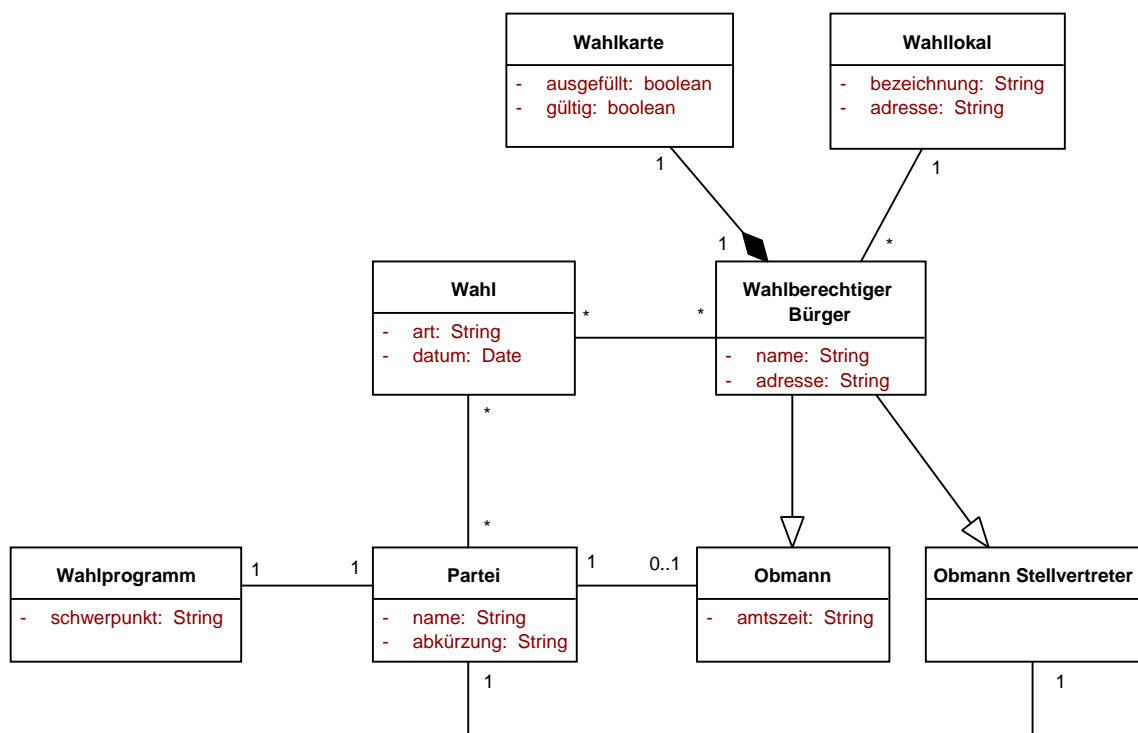 Wahlkarte
- ausgefüllt: boolean
- gültig: boolean
Wahllokal
- bezeichnung: String
- adresse: String
1
1
1
*
Wahl
- art: String
- datum: Date
*
*
Wahlberechtiger
Bürger
- name: String
- adresse: String
*
*
Wahlprogramm
- schwerpunkt: String
1
1
Partei
- name: String
- abkürzung: String
1
0..1
Obmann
- amtszeit: String
Obmann Stellvertreter
1
1